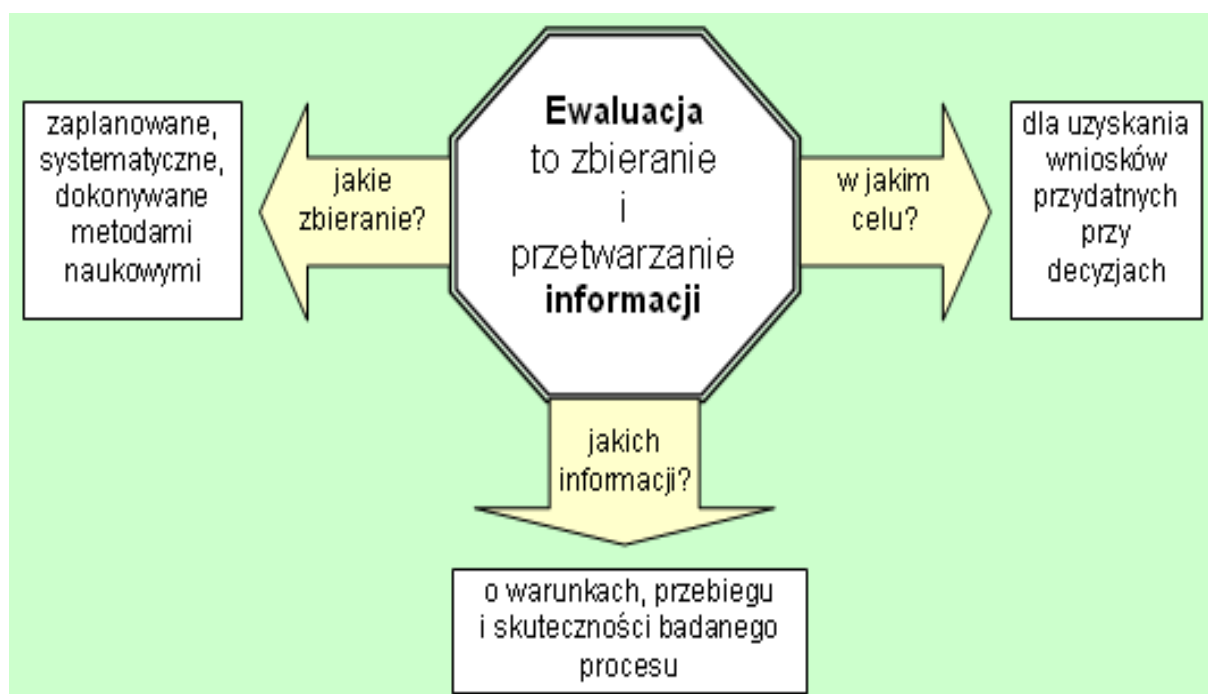 Ewaluacja
to zbieranie
i
przetwarzanie
informacji
zaplanowane,
systematyczne,
dokonywane
metodami
naukowymi
jakie
zbieranie?
w jakim
celu?
dla uzyskania
wniosków
przydatnych
przy
decyzjach
jakich
informacji?
o warunkach, przebiegu
i skuteczności badanego
procesu